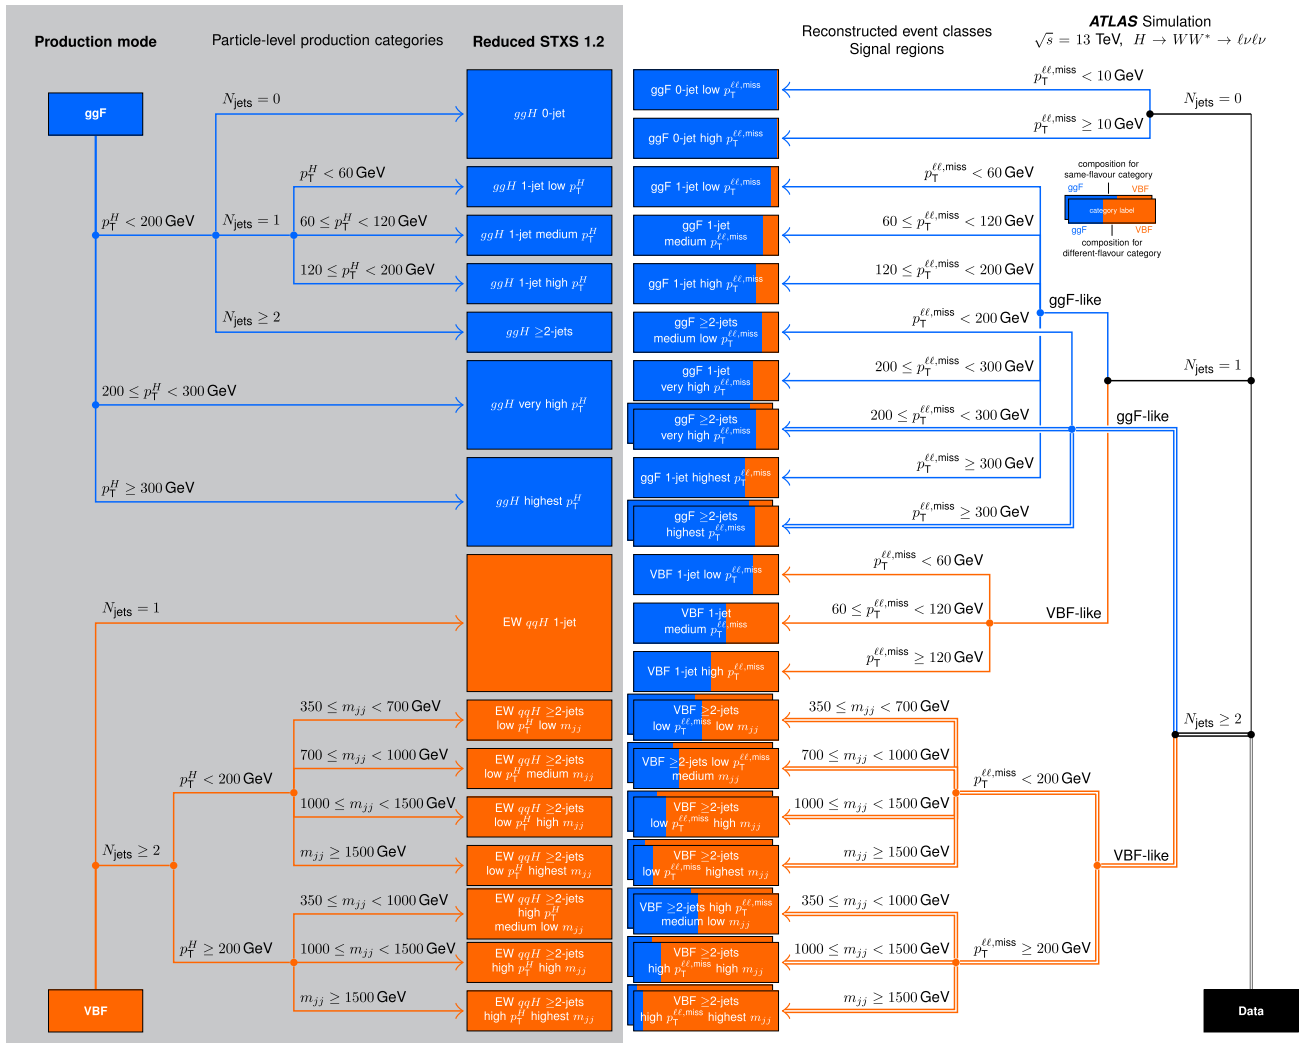 Production mode
Particle-level production categories
Reduced STXS 1.2
Reconstructed event classes
Signal regions
ATLAS Simulation
√s = 13 TeV, H → WW* → ℓνℓν
ggF
N_jets = 0
p_T^H < 60 GeV
p_T^H < 200 GeV
N_jets = 1
60 ≤ p_T^H < 120 GeV
120 ≤ p_T^H < 200 GeV
N_jets ≥ 2
200 ≤ p_T^H < 300 GeV
p_T^H ≥ 300 GeV
N_jets = 1
350 ≤ m_jj < 700 GeV
700 ≤ m_jj < 1000 GeV
p_T^H < 200 GeV
1000 ≤ m_jj < 1500 GeV
N_jets ≥ 2
m_jj ≥ 1500 GeV
350 ≤ m_jj < 1000 GeV
p_T^H ≥ 200 GeV
1000 ≤ m_jj < 1500 GeV
m_jj ≥ 1500 GeV
VBF
ggH 0-jet
ggH 1-jet low p_T^H
ggH 1-jet medium p_T^H
ggH 1-jet high p_T^H
ggH ≥2-jets
ggH very high p_T^H
ggH highest p_T^H
EW qqH 1-jet
EW qqH ≥2-jets
low p_T^H low m_jj
EW qqH ≥2-jets
low p_T^H medium m_jj
EW qqH ≥2-jets
low p_T^H high m_jj
EW qqH ≥2-jets
low p_T^H highest m_jj
EW qqH ≥2-jets
high p_T^H
medium low m_jj
EW qqH ≥2-jets
high p_T^H high m_jj
EW qqH ≥2-jets
high p_T^H highest m_jj
ggF 0-jet low p_T^ℓℓ,miss
ggF 0-jet high p_T^ℓℓ,miss
ggF 1-jet low p_T^ℓℓ,miss
ggF 1-jet
medium p_T^ℓℓ,miss
ggF 1-jet high p_T^ℓℓ,miss
ggF ≥2-jets
medium low p_T^ℓℓ,miss
ggF 1-jet
very high p_T^ℓℓ,miss
ggF ≥2-jets
very high p_T^ℓℓ,miss
ggF 1-jet highest p_T^ℓℓ,miss
ggF ≥2-jets
highest p_T^ℓℓ,miss
VBF 1-jet low p_T^ℓℓ,miss
VBF 1-jet
medium p_T^ℓℓ,miss
VBF 1-jet high p_T^ℓℓ,miss
VBF ≥2-jets
low p_T^ℓℓ,miss low m_jj
VBF ≥2-jets low p_T^ℓℓ,miss
medium m_jj
VBF ≥2-jets
low p_T^ℓℓ,miss high m_jj
VBF ≥2-jets
low p_T^ℓℓ,miss highest m_jj
VBF ≥2-jets high p_T^ℓℓ,miss
medium low m_jj
VBF ≥2-jets
high p_T^ℓℓ,miss high m_jj
VBF ≥2-jets
high p_T^ℓℓ,miss highest m_jj
p_T^ℓℓ,miss < 10 GeV
N_jets = 0
p_T^ℓℓ,miss ≥ 10 GeV
composition for
same-flavour category
ggF VBF
category label
ggF VBF
composition for
different-flavour category
p_T^ℓℓ,miss < 60 GeV
60 ≤ p_T^ℓℓ,miss < 120 GeV
120 ≤ p_T^ℓℓ,miss < 200 GeV
ggF-like
p_T^ℓℓ,miss < 200 GeV
200 ≤ p_T^ℓℓ,miss < 300 GeV
N_jets = 1
200 ≤ p_T^ℓℓ,miss < 300 GeV
ggF-like
p_T^ℓℓ,miss ≥ 300 GeV
p_T^ℓℓ,miss ≥ 300 GeV
p_T^ℓℓ,miss < 60 GeV
60 ≤ p_T^ℓℓ,miss < 120 GeV
VBF-like
p_T^ℓℓ,miss ≥ 120 GeV
350 ≤ m_jj < 700 GeV
N_jets ≥ 2
700 ≤ m_jj < 1000 GeV
p_T^ℓℓ,miss < 200 GeV
1000 ≤ m_jj < 1500 GeV
m_jj ≥ 1500 GeV
VBF-like
350 ≤ m_jj < 1000 GeV
1000 ≤ m_jj < 1500 GeV
p_T^ℓℓ,miss ≥ 200 GeV
m_jj ≥ 1500 GeV
Data